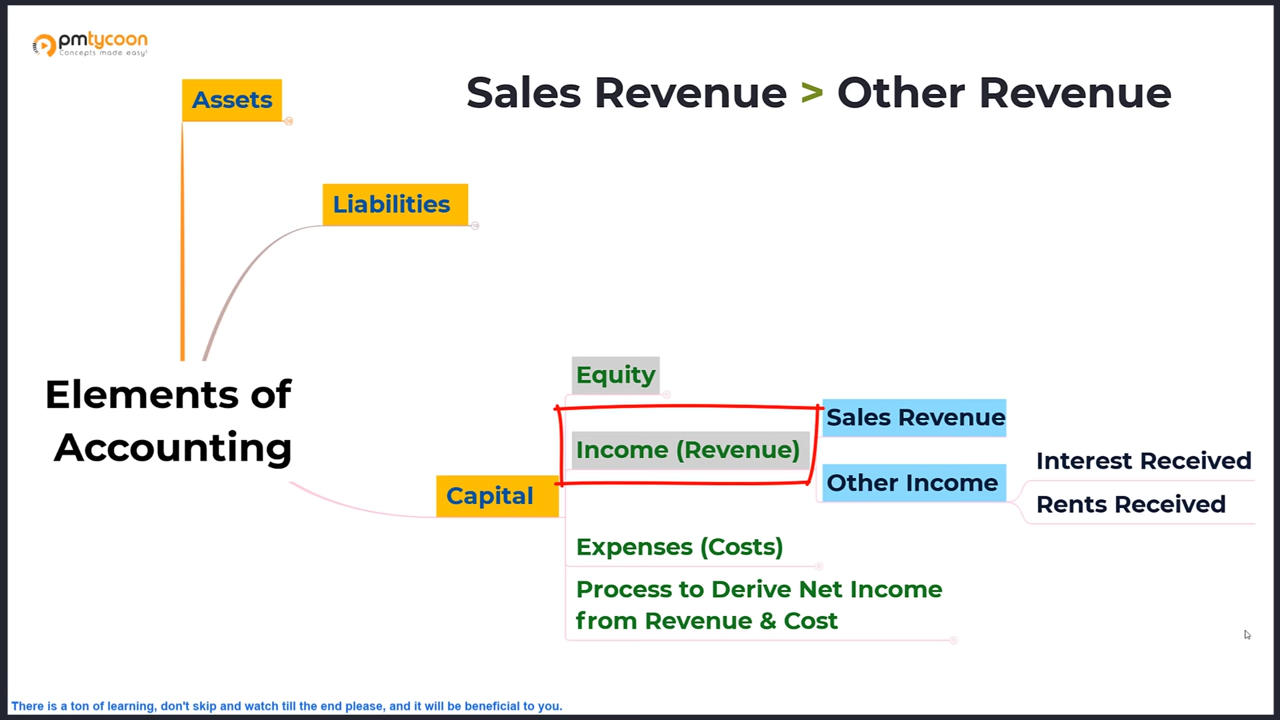 pmtycoon
Concepts made easy!
Sales Revenue > Other Revenue
Assets
Liabilities
Elements of
Accounting
Capital
Equity
Income (Revenue)
Sales Revenue
Other Income
Interest Received
Rents Received
Expenses (Costs)
Process to Derive Net Income
from Revenue & Cost
There is a ton of learning, don't skip and watch till the end please, and it will be beneficial to you.